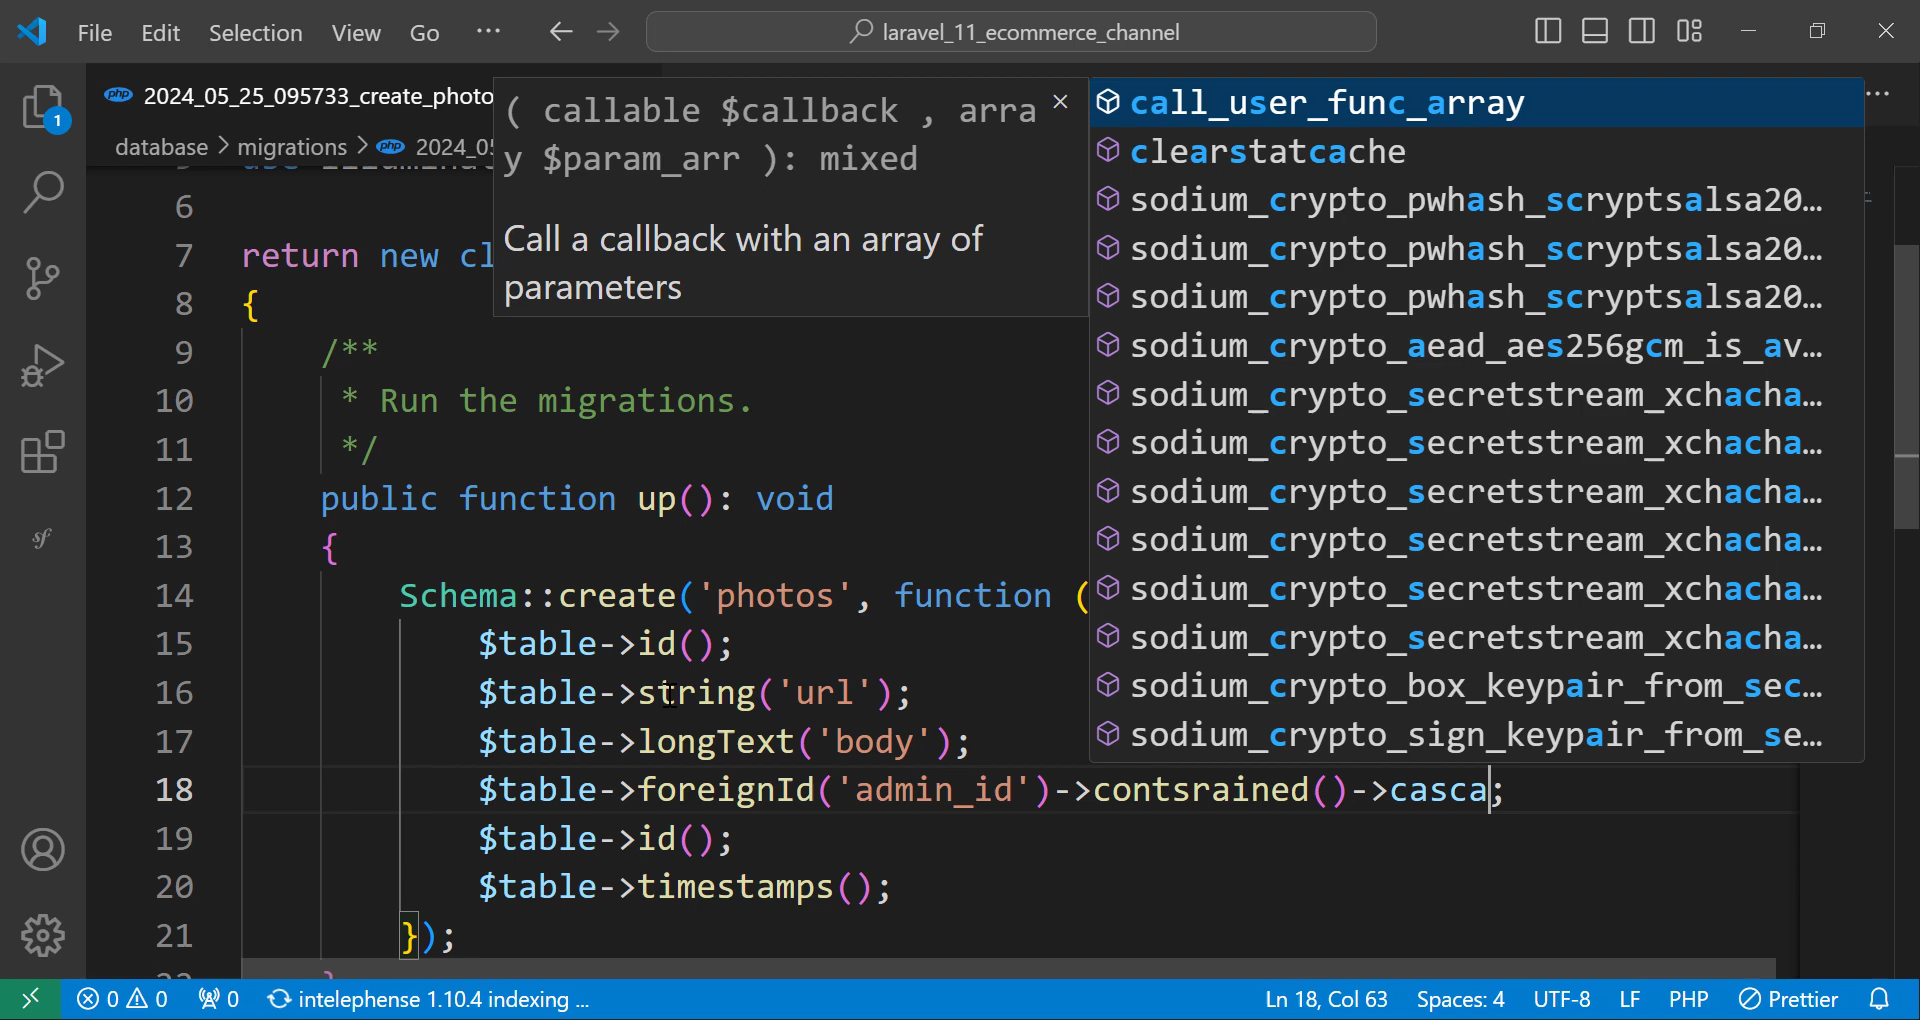 File Edit Selection View Go ··· laravel_11_ecommerce_channel
php 2024_05_25_095733_create_photo
database > migrations > php 2024_05
6
7 return new cl
8 {
9 /**
10 * Run the migrations.
11 */
12 public function up(): void
13 {
14 Schema::create('photos', function (
15 $table->id();
16 $table->string('url');
17 $table->longText('body');
18 $table->foreignId('admin_id')->contsrained()->casca;
19 $table->id();
20 $table->timestamps();
21 });
( callable $callback , arra
y $param_arr ): mixed
Call a callback with an array of
parameters
call_user_func_array
clearstatcache
sodium_crypto_pwhash_scryptsalsa20…
sodium_crypto_pwhash_scryptsalsa20…
sodium_crypto_pwhash_scryptsalsa20…
sodium_crypto_aead_aes256gcm_is_av…
sodium_crypto_secretstream_xchacha…
sodium_crypto_secretstream_xchacha…
sodium_crypto_secretstream_xchacha…
sodium_crypto_secretstream_xchacha…
sodium_crypto_secretstream_xchacha…
sodium_crypto_secretstream_xchacha…
sodium_crypto_box_keypair_from_sec…
sodium_crypto_sign_keypair_from_se…
1
0 0 0 intelephense 1.10.4 indexing ... Ln 18, Col 63 Spaces: 4 UTF-8 LF PHP Prettier